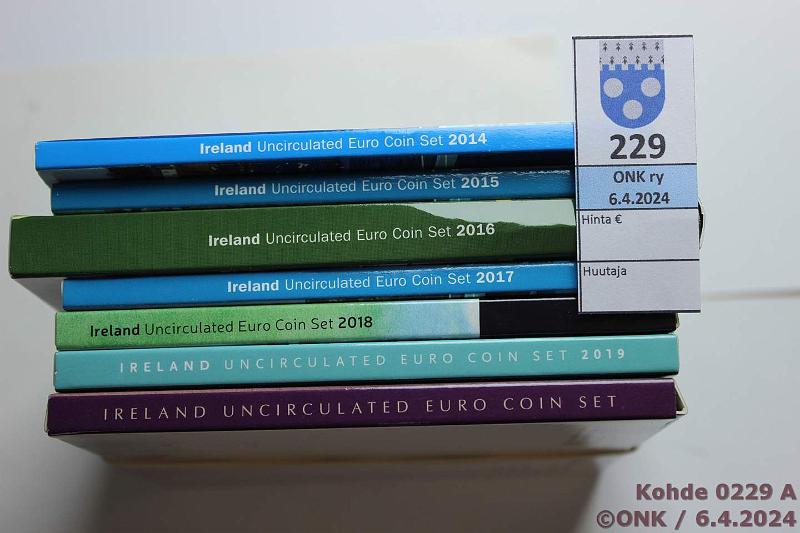 Ireland Uncirculated Euro Coin Set 2014
Ireland Uncirculated Euro Coin Set 2015
Ireland Uncirculated Euro Coin Set 2016
Ireland Uncirculated Euro Coin Set 2017
Ireland Uncirculated Euro Coin Set 2018
IRELAND UNCIRCULATED EURO COIN SET 2019
IRELAND UNCIRCULATED EURO COIN SET
229
ONK ry
6.4.2024
Hinta €
Huutaja
Kohde 0229 A
©ONK / 6.4.2024